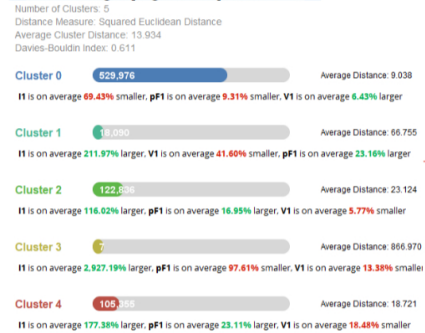 Number of Clusters: 5
Distance Measure: Squared Euclidean Distance
Average Cluster Distance: 13.934
Davies-Bouldin Index: 0.611
Cluster 0 529,976 Average Distance: 9.038
I1 is on average 69.43% smaller, pF1 is on average 9.31% smaller, V1 is on average 6.43% larger
Cluster 1 18,090 Average Distance: 66.755
I1 is on average 211.97% larger, V1 is on average 41.60% smaller, pF1 is on average 23.16% larger
Cluster 2 122,836 Average Distance: 23.124
I1 is on average 116.02% larger, pF1 is on average 16.95% larger, V1 is on average 5.77% smaller
Cluster 3 7 Average Distance: 866.970
I1 is on average 2,927.19% larger, pF1 is on average 97.61% smaller, V1 is on average 13.38% smaller
Cluster 4 Average Distance: 18.721
I1 is on average 177.38% larger, pF1 is on average 23.11% larger, V1 is on average 18.48% smaller